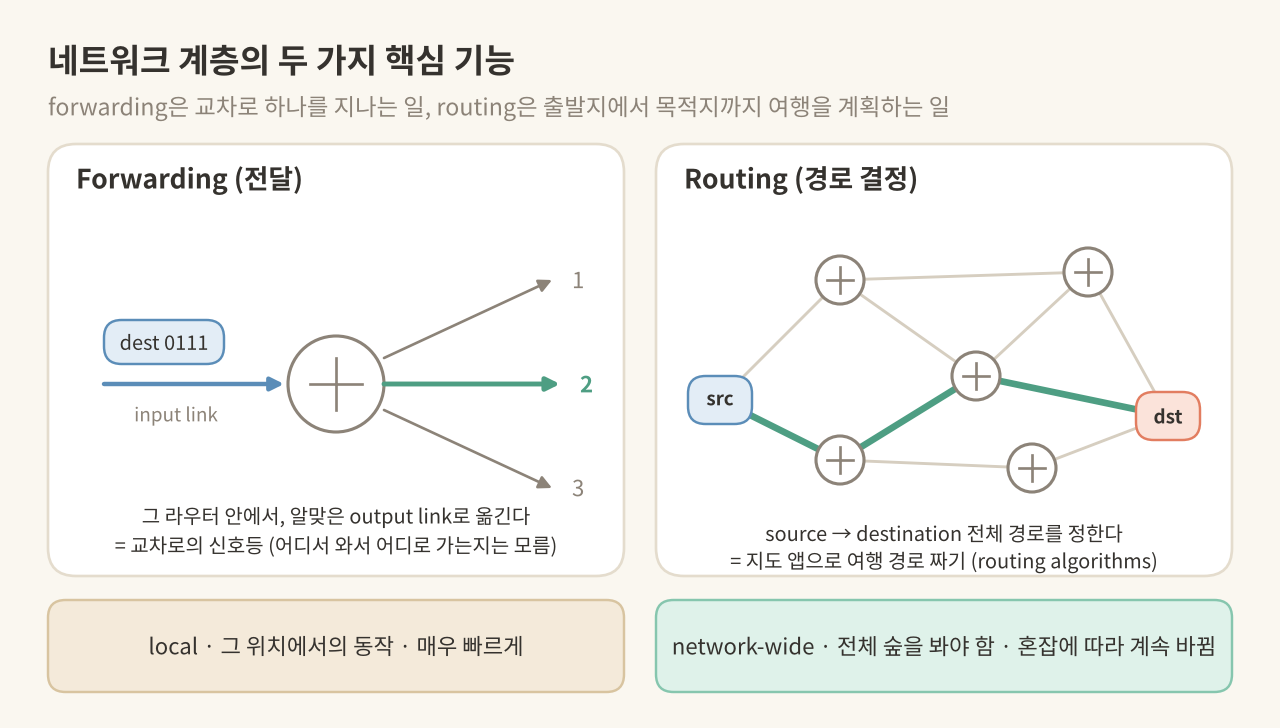 네트워크 계층의 두 가지 핵심 기능
forwarding은 교차로 하나를 지나는 일, routing은 출발지에서 목적지까지 여행을 계획하는 일
Forwarding (전달)
dest 0111
input link
1
2
3
그 라우터 안에서, 알맞은 output link로 옮긴다
= 교차로의 신호등 (어디서 와서 어디로 가는지는 모름)
Routing (경로 결정)
src
dst
source → destination 전체 경로를 정한다
= 지도 앱으로 여행 경로 짜기 (routing algorithms)
local · 그 위치에서의 동작 · 매우 빠르게
network-wide · 전체 숲을 봐야 함 · 혼잡에 따라 계속 바뀜